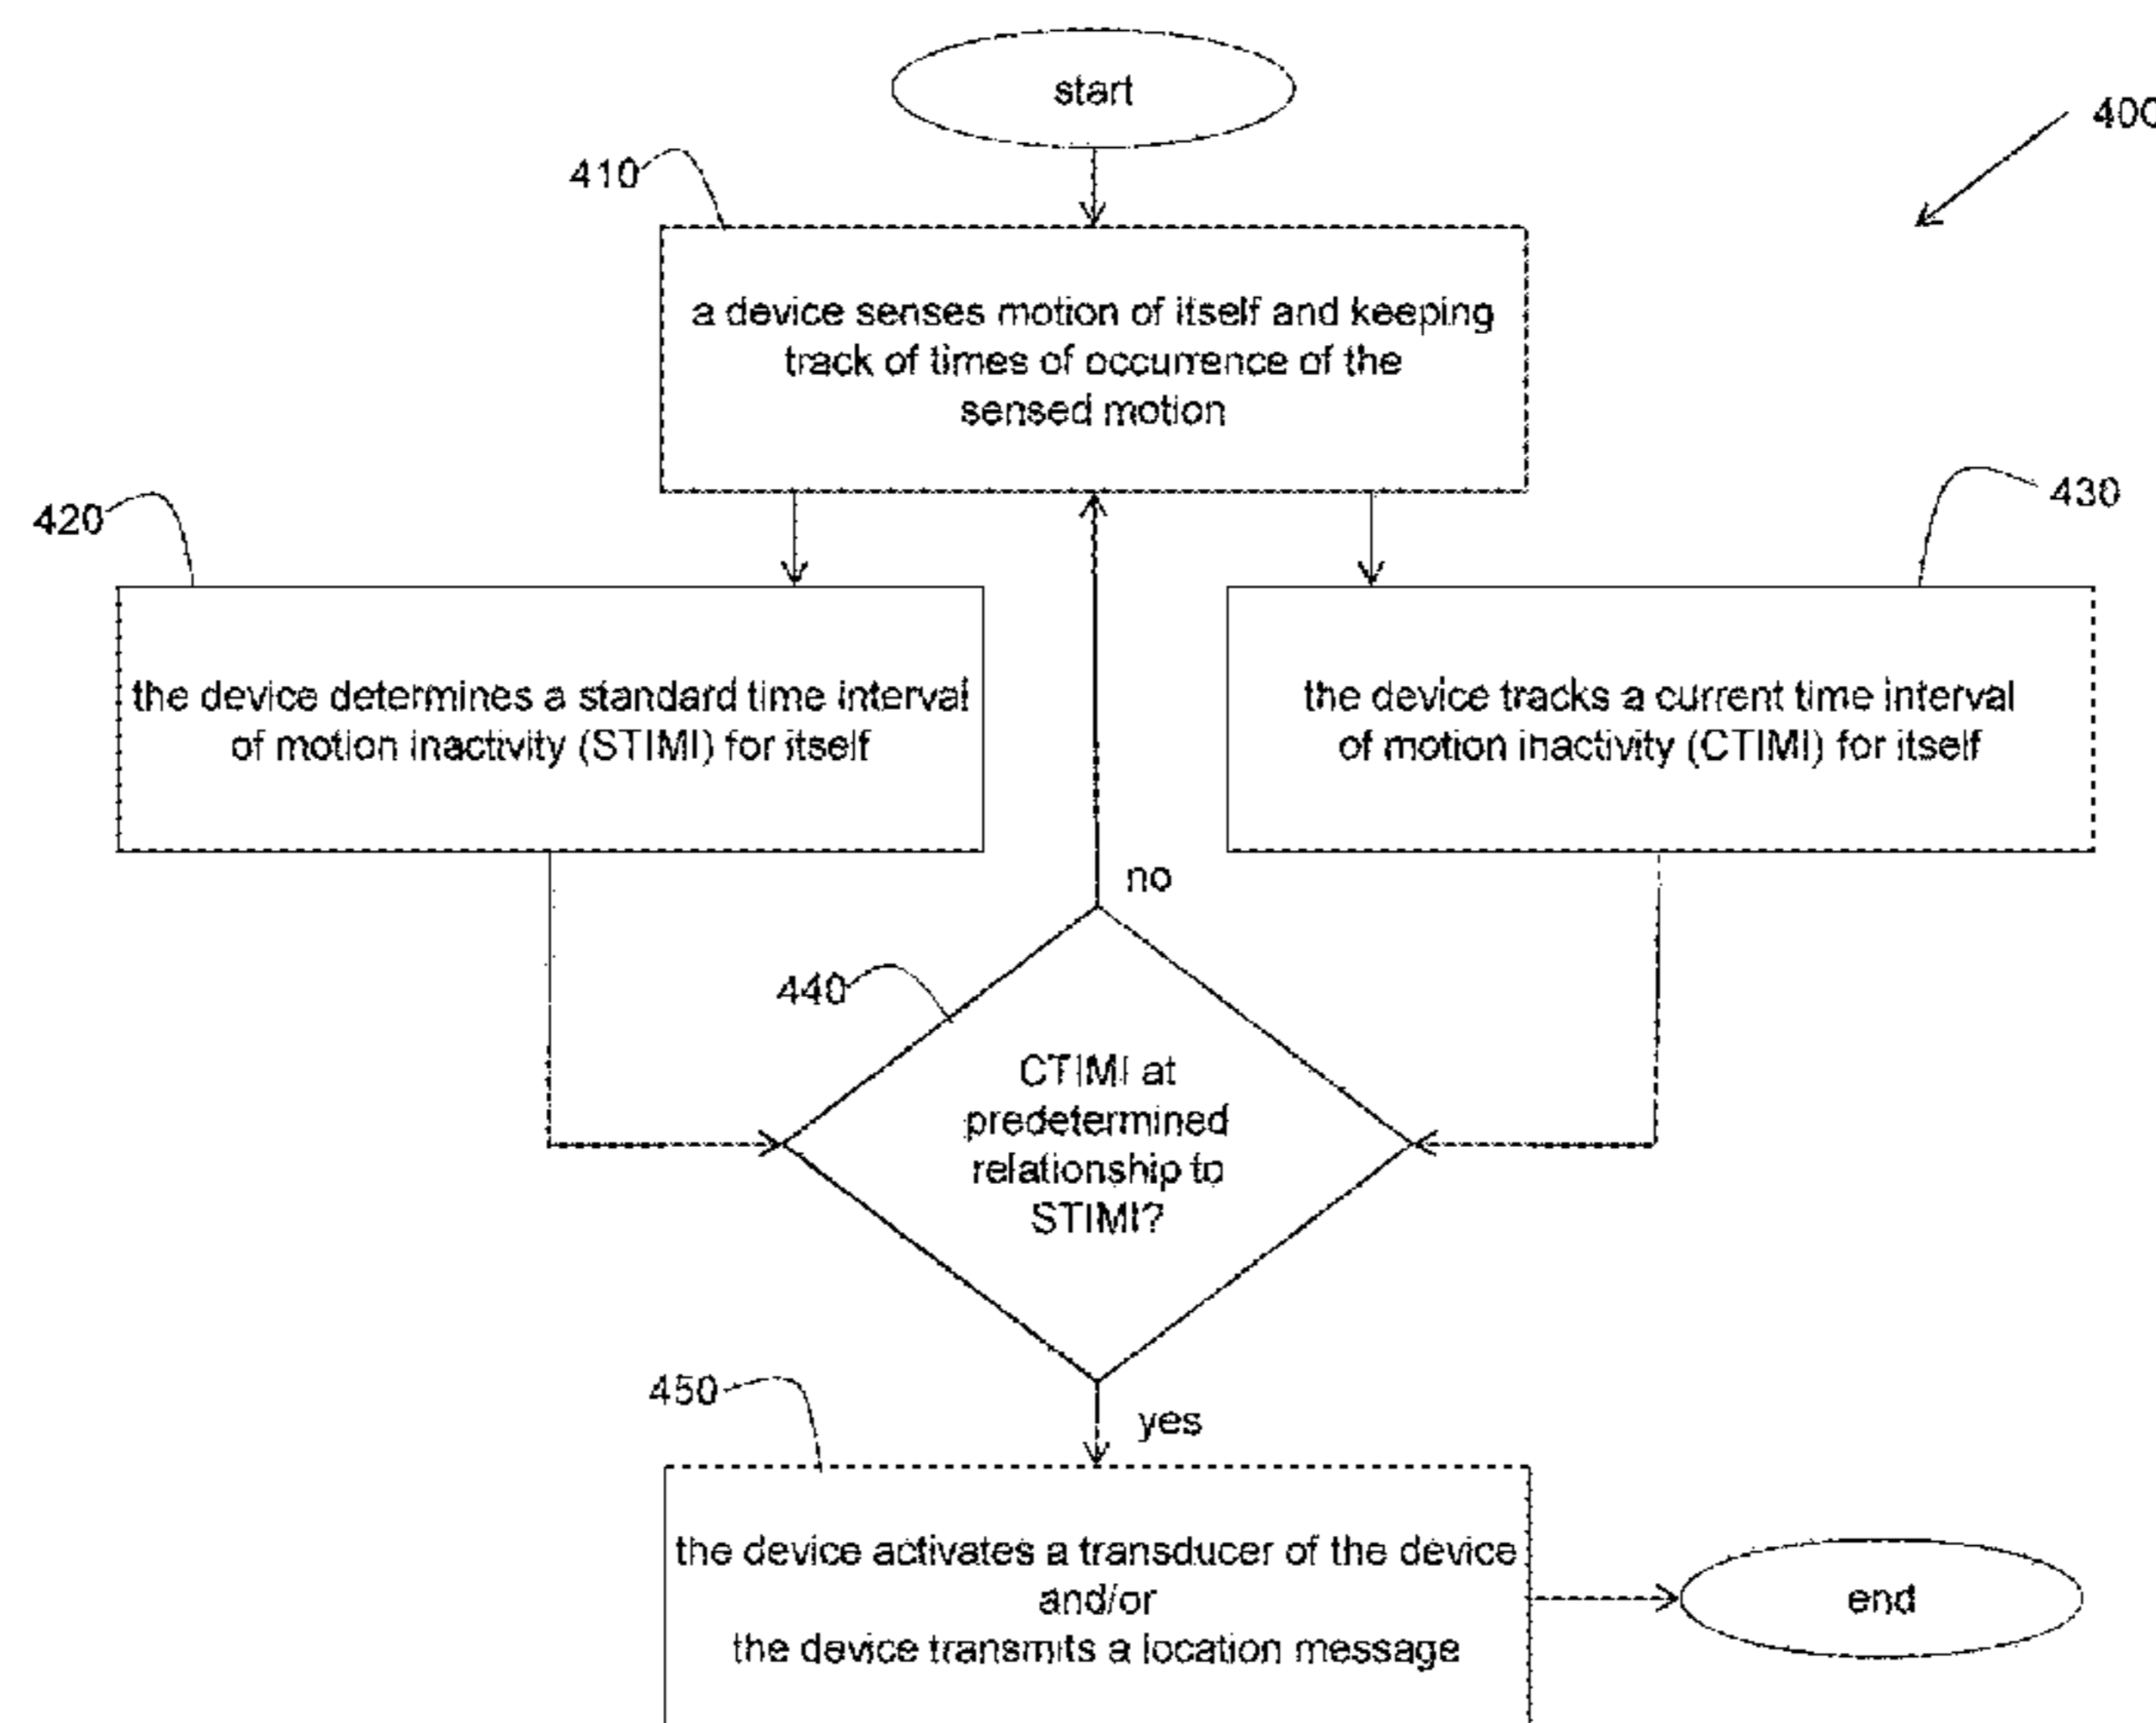 start
400
410
a device senses motion of itself and keeping
track of times of occurrence of the
sensed motion
420
430
the device determines a standard time interval
of motion inactivity (STIMI) for itself
the device tracks a current time interval
of motion inactivity (CTIMI) for itself
no
440
CTIMI at
predetermined
relationship to
STIMI?
450
yes
the device activates a transducer of the device
and/or
the device transmits a location message
end